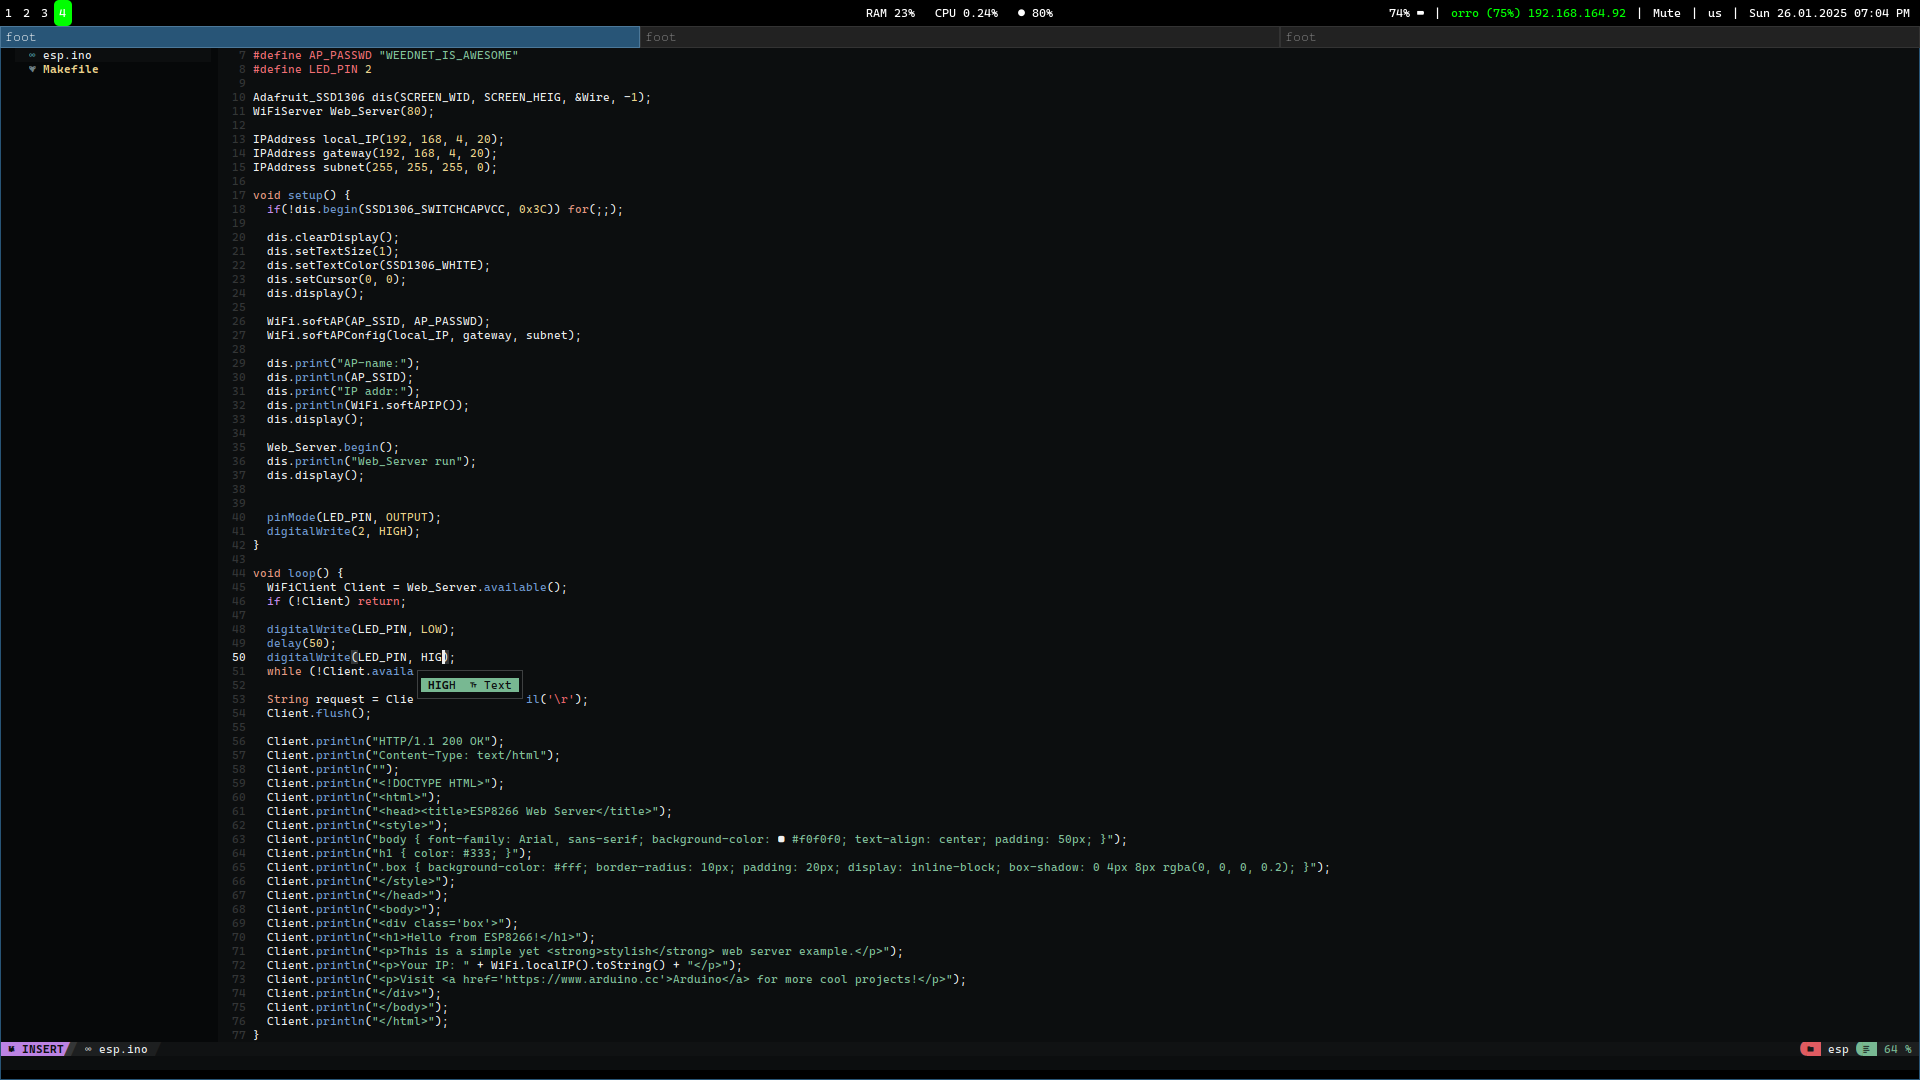 1 2 3 4 RAM 23% CPU 0.24% 80% 74% | orro (75%) 192.168.164.92 | Mute | us | Sun 26.01.2025 07:04 PM
foot foot foot
esp.ino
Makefile
7 #define AP_PASSWD "WEEDNET_IS_AWESOME"
8 #define LED_PIN 2
9
10 Adafruit_SSD1306 dis(SCREEN_WID, SCREEN_HEIG, &Wire, -1);
11 WiFiServer Web_Server(80);
12
13 IPAddress local_IP(192, 168, 4, 20);
14 IPAddress gateway(192, 168, 4, 20);
15 IPAddress subnet(255, 255, 255, 0);
16
17 void setup() {
18 if(!dis.begin(SSD1306_SWITCHCAPVCC, 0x3C)) for(;;);
19
20 dis.clearDisplay();
21 dis.setTextSize(1);
22 dis.setTextColor(SSD1306_WHITE);
23 dis.setCursor(0, 0);
24 dis.display();
25
26 WiFi.softAP(AP_SSID, AP_PASSWD);
27 WiFi.softAPConfig(local_IP, gateway, subnet);
28
29 dis.print("AP-name:");
30 dis.println(AP_SSID);
31 dis.print("IP addr:");
32 dis.println(WiFi.softAPIP());
33 dis.display();
34
35 Web_Server.begin();
36 dis.println("Web_Server run");
37 dis.display();
38
39
40 pinMode(LED_PIN, OUTPUT);
41 digitalWrite(2, HIGH);
42 }
43
44 void loop() {
45 WiFiClient Client = Web_Server.available();
46 if (!Client) return;
47
48 digitalWrite(LED_PIN, LOW);
49 delay(50);
50 digitalWrite(LED_PIN, HIG);
51 while (!Client.availa
52 HIGH Text
53 String request = Clie il('\r');
54 Client.flush();
55
56 Client.println("HTTP/1.1 200 OK");
57 Client.println("Content-Type: text/html");
58 Client.println("");
59 Client.println("<!DOCTYPE HTML>");
60 Client.println("<html>");
61 Client.println("<head><title>ESP8266 Web Server</title>");
62 Client.println("<style>");
63 Client.println("body { font-family: Arial, sans-serif; background-color: #f0f0f0; text-align: center; padding: 50px; }");
64 Client.println("h1 { color: #333; }");
65 Client.println(".box { background-color: #fff; border-radius: 10px; padding: 20px; display: inline-block; box-shadow: 0 4px 8px rgba(0, 0, 0, 0.2); }");
66 Client.println("</style>");
67 Client.println("</head>");
68 Client.println("<body>");
69 Client.println("<div class='box'>");
70 Client.println("<h1>Hello from ESP8266!</h1>");
71 Client.println("<p>This is a simple yet <strong>stylish</strong> web server example.</p>");
72 Client.println("<p>Your IP: " + WiFi.localIP().toString() + "</p>");
73 Client.println("<p>Visit <a href='https://www.arduino.cc'>Arduino</a> for more cool projects!</p>");
74 Client.println("</div>");
75 Client.println("</body>");
76 Client.println("</html>");
77 }
INSERT esp.ino esp 64 %